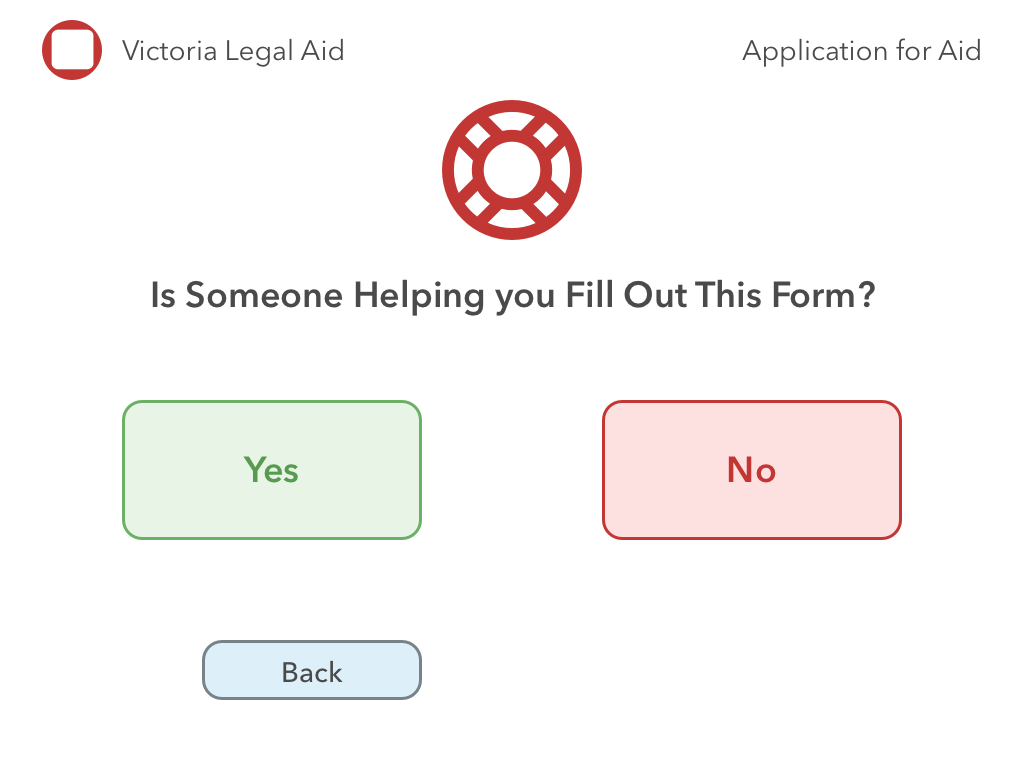 Victoria Legal Aid
Application for Aid
Is Someone Helping you Fill Out This Form?
Yes
No
Back